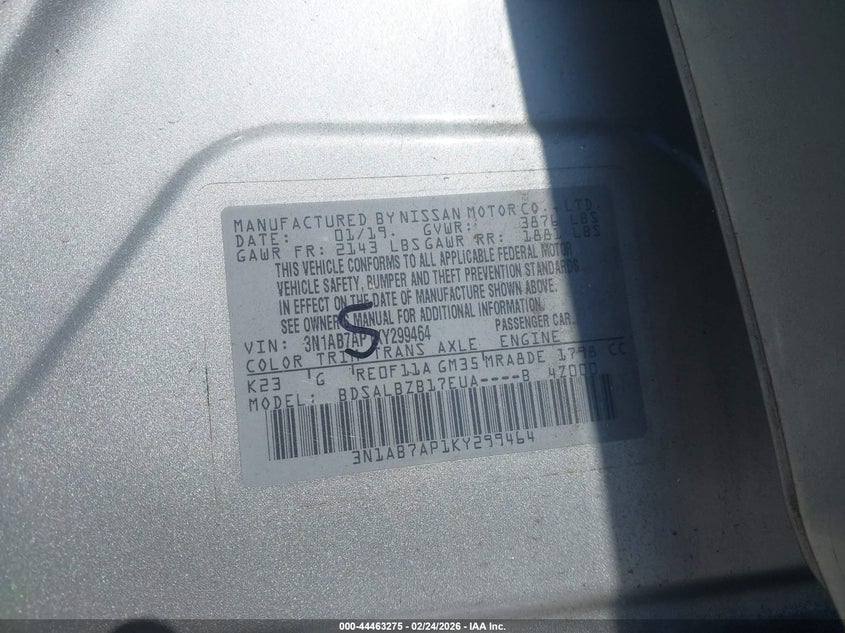 MANUFACTURED BY NISSAN MOTOR CO., LTD.
DATE: 01/19. GVWR: 3876 LBS
GAWR FR: 2143 LBS GAWR RR: 1881 LBS
THIS VEHICLE CONFORMS TO ALL APPLICABLE FEDERAL MOTOR
VEHICLE SAFETY, BUMPER AND THEFT PREVENTION STANDARDS
IN EFFECT ON THE DATE OF MANUFACTURE SHOWN ABOVE.
SEE OWNER'S MANUAL FOR ADDITIONAL INFORMATION.
VIN: 3N1AB7AP1KY299464 PASSENGER CAR
S
COLOR TRIM TRANS AXLE ENGINE
K23 G RE0F11A GM35 MRA8DE 1798 CC
MODEL: BDSALBZB17EUA----B 4Z000
3N1AB7AP1KY299464
000-44463275 - 02/24/2026 - IAA Inc.